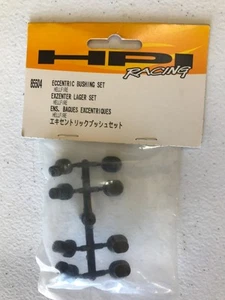 HPI
RACING
85504
ECCENTRIC BUSHING SET
HELLFIRE
EXZENTER LAGER SET
HELLFIRE
ENS. BAGUES EXCENTRIQUES
HELLFIRE
エキセントリックブッシュセット